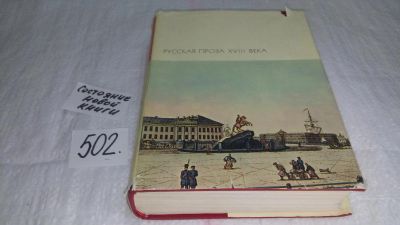 РУССКАЯ ПРОЗА XVIII ВЕКА
Состояние
новой
книги
502.